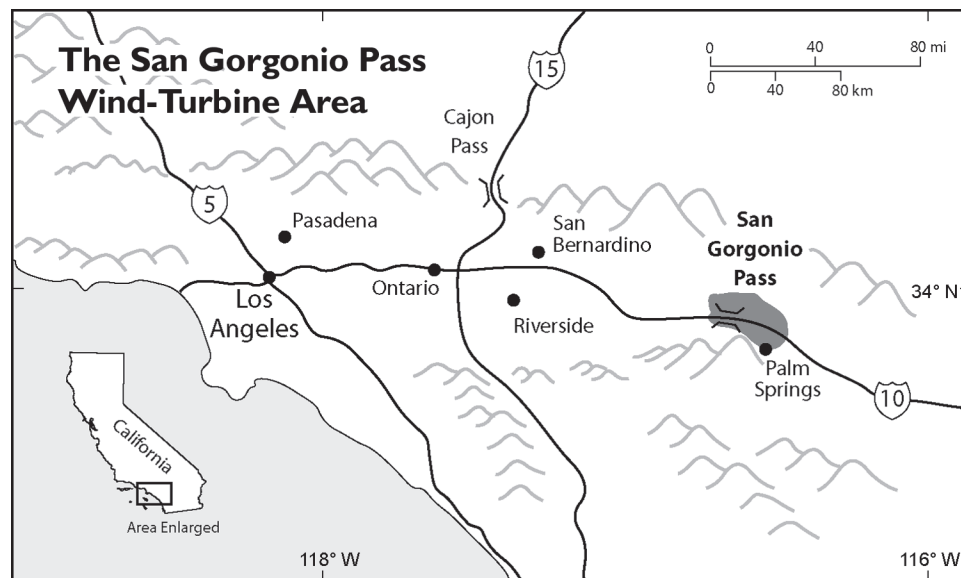 The San Gorgonio Pass
Wind-Turbine Area
0 40 80 mi
0 40 80 km
15
Cajon
Pass
5
Pasadena
San
Bernardino
San
Gorgonio
Pass
Ontario
Los
Angeles
Riverside
34° N
Palm
Springs
10
California
Area Enlarged
118° W
116° W